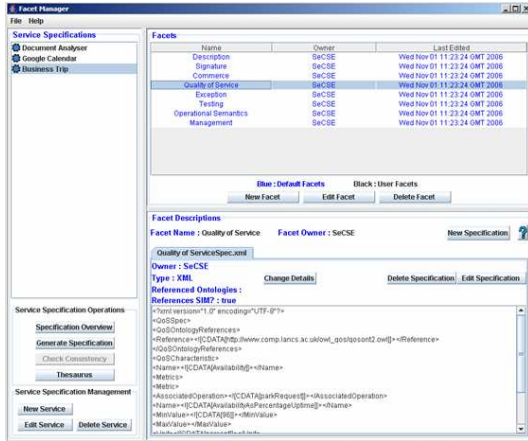 Facet Manager
File Help
Service Specifications
Document Analyser
Google Calendar
Business Trip
Service Specification Operations
Specification Overview
Generate Specification
Check Consistency
Thesaurus
Service Specification Management
New Service
Edit Service Delete Service
Facets
Name Owner Last Edited
Description SeCSE Wed Nov 01 11:23:24 GMT 2006
Signature SeCSE Wed Nov 01 11:23:24 GMT 2006
Commerce SeCSE Wed Nov 01 11:23:24 GMT 2006
Quality of Service SeCSE Wed Nov 01 11:23:24 GMT 2006
Exception SeCSE Wed Nov 01 11:23:24 GMT 2006
Testing SeCSE Wed Nov 01 11:23:24 GMT 2006
Operational Semantics SeCSE Wed Nov 01 11:23:24 GMT 2006
Management SeCSE Wed Nov 01 11:23:24 GMT 2006
Blue : Default Facets Black : User Facets
New Facet Edit Facet Delete Facet
Facet Descriptions
Facet Name : Quality of Service Facet Owner : SeCSE New Specification ?
Quality of ServiceSpec.xml
Owner : SeCSE
Type : XML Change Details Delete Specification Edit Specification
Referenced Ontologies :
References SIM? : true
<?xml version="1.0" encoding="UTF-8"?>
<QoSSpec>
<QoSOntologyReferences>
<Reference><![CDATA[http://www.comp.lancs.ac.uk/owl_qos/qosont2.owl]]></Reference>
</QoSOntologyReferences>
<QoSCharacteristic>
<Name><![CDATA[Availability]]></Name>
<Metrics>
<Metric>
<AssociatedOperation><![CDATA[parkRequest]]></AssociatedOperation>
<Name><![CDATA[AvailabilityAsPercentageUptime]]></Name>
<MinValue><![CDATA[96]]></MinValue>
<MaxValue></MaxValue>